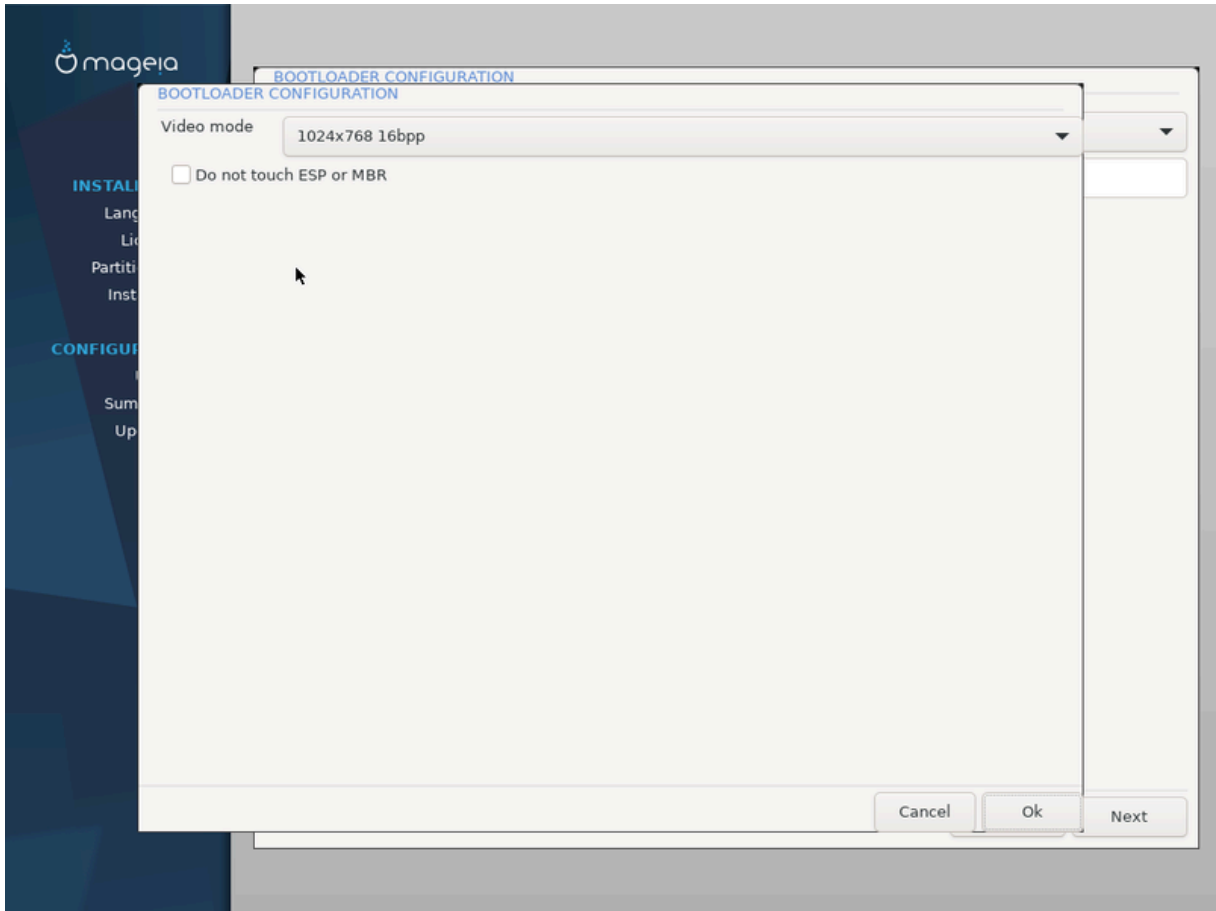 mageia
BOOTLOADER CONFIGURATION
BOOTLOADER CONFIGURATION
Video mode
1024x768 16bpp
Do not touch ESP or MBR
INSTALL
Lang
Lic
Partiti
Inst
CONFIGUR
Sum
Up
Cancel
Ok
Next